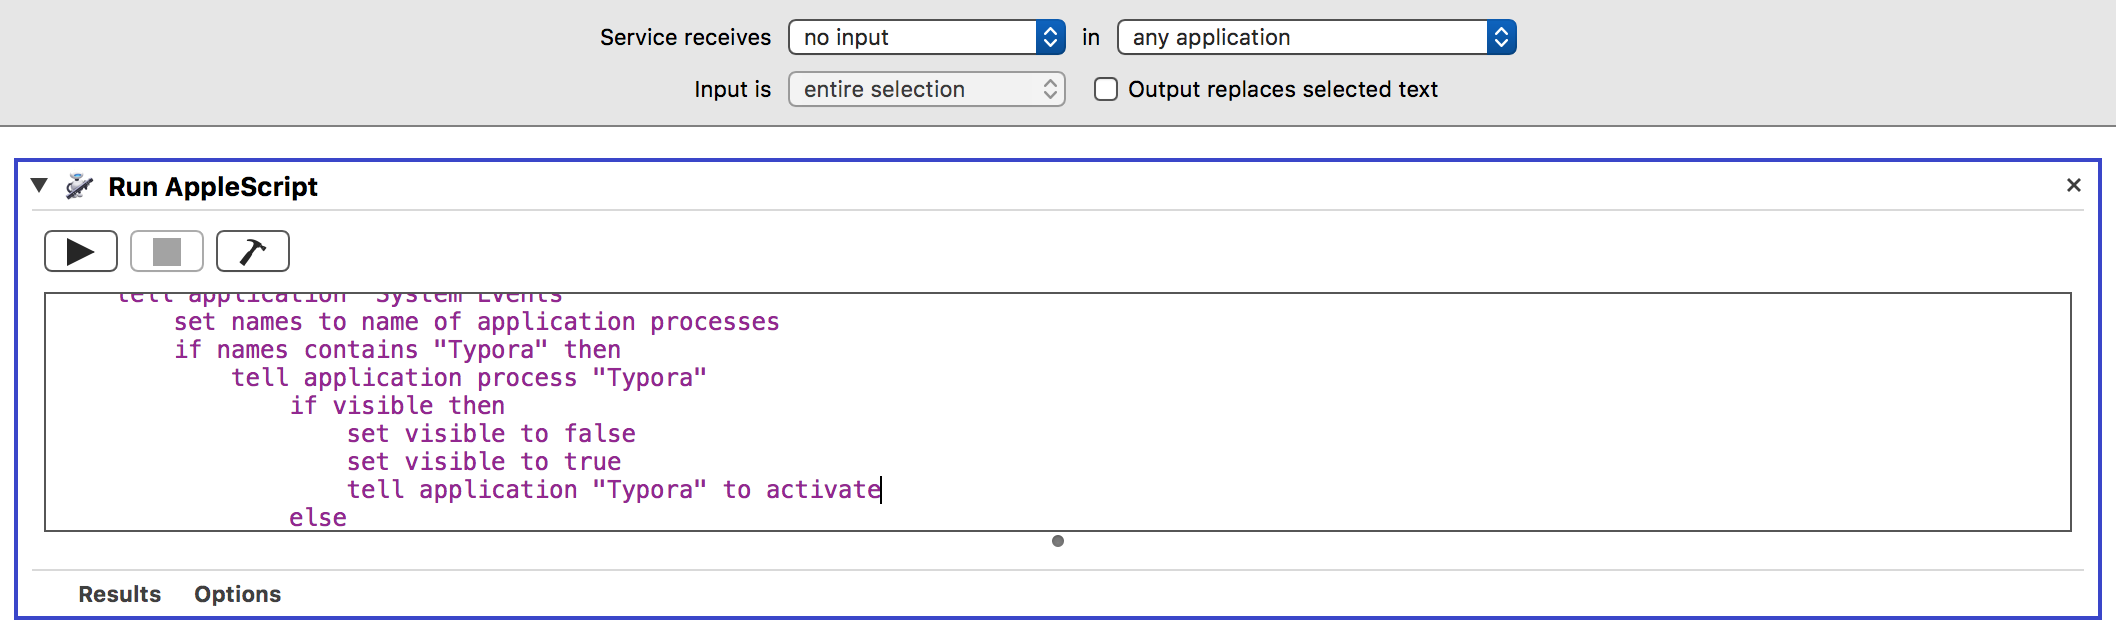 Service receives no input in any application
Input is entire selection Output replaces selected text
Run AppleScript
tell application "System Events"
set names to name of application processes
if names contains "Typora" then
tell application process "Typora"
if visible then
set visible to false
set visible to true
tell application "Typora" to activate
else
Results Options